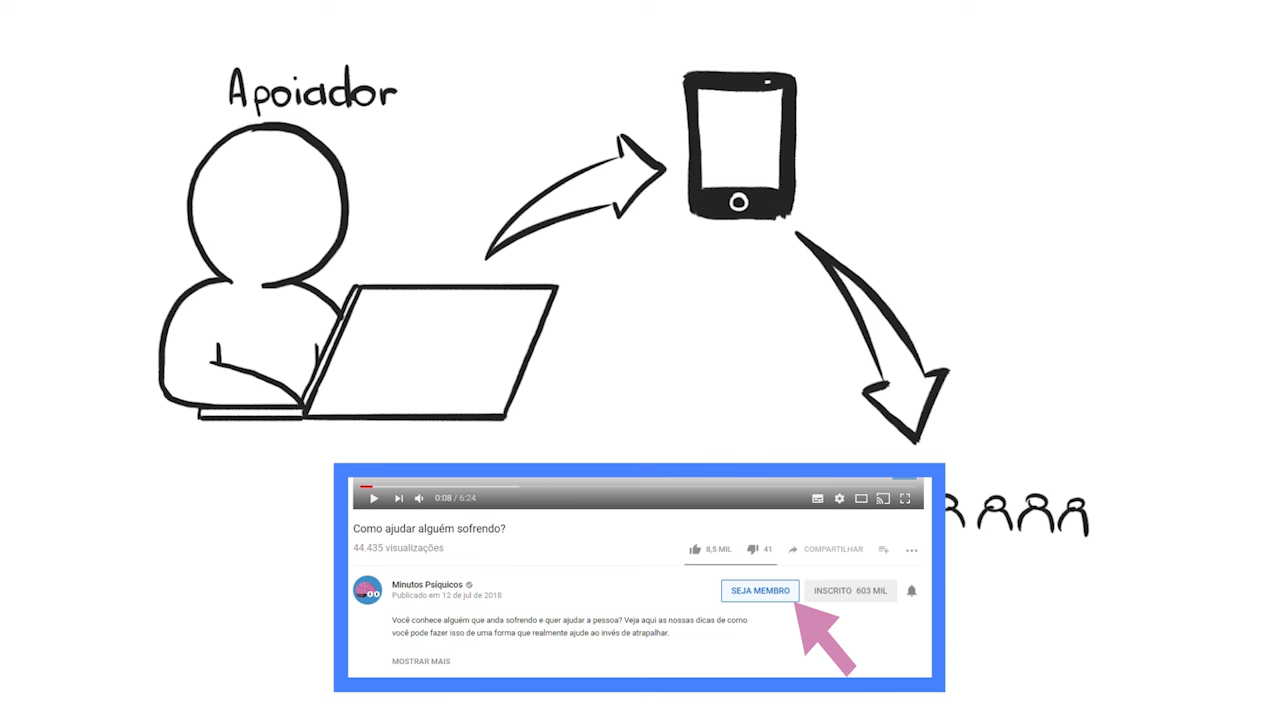 Apoiador
0:08 / 6:24
Como ajudar alguém sofrendo?
44.435 visualizações
8,5 MIL 41 COMPARTILHAR
Minutos Psíquicos
Publicado em 12 de jul de 2018
SEJA MEMBRO INSCRITO 603 MIL
Você conhece alguém que anda sofrendo e quer ajudar a pessoa? Veja aqui as nossas dicas de como
você pode fazer isso de uma forma que realmente ajude ao invés de atrapalhar.
MOSTRAR MAIS